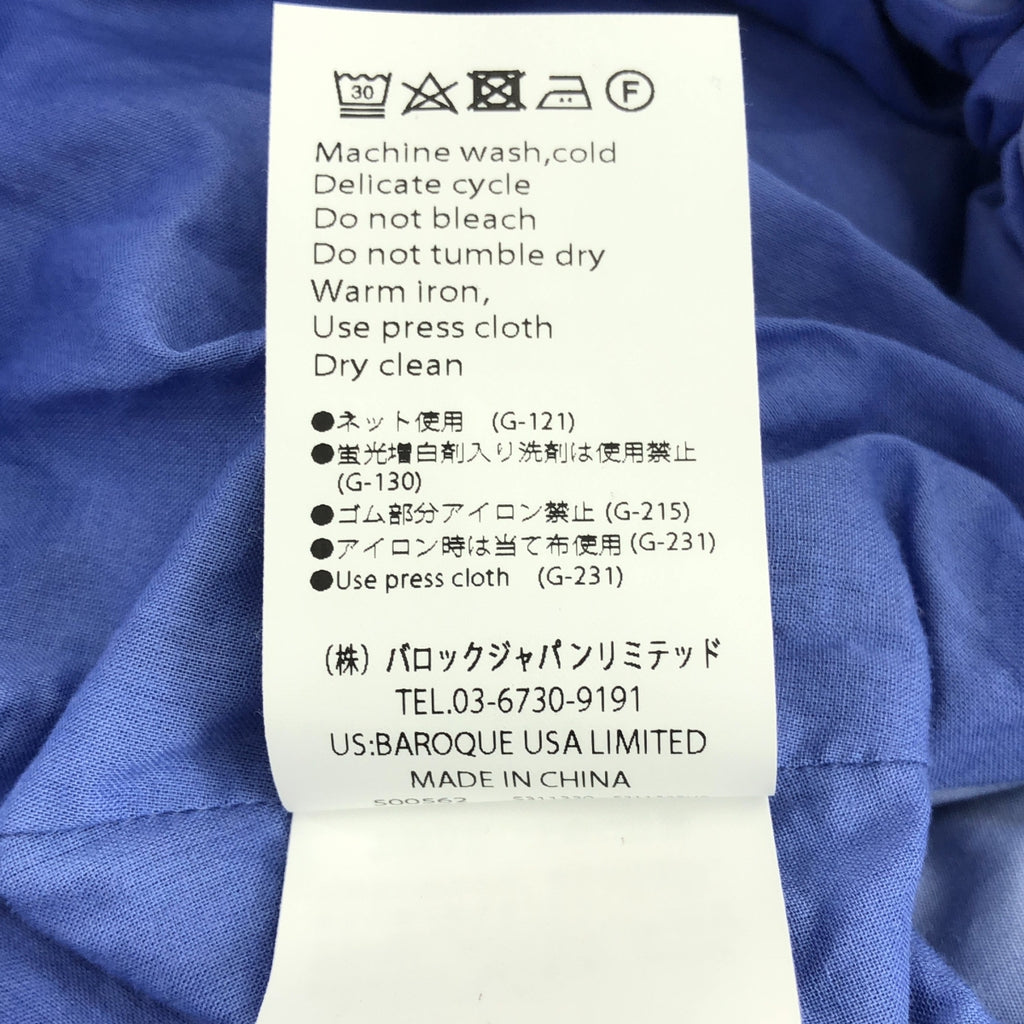 30 F
Machine wash,cold
Delicate cycle
Do not bleach
Do not tumble dry
Warm iron,
Use press cloth
Dry clean
●ネット使用 (G-121)
●蛍光増白剤入り洗剤は使用禁止
(G-130)
●ゴム部分アイロン禁止 (G-215)
●アイロン時は当て布使用 (G-231)
●Use press cloth (G-231)
(株) バロックジャパンリミテッド
TEL.03-6730-9191
US:BAROQUE USA LIMITED
MADE IN CHINA